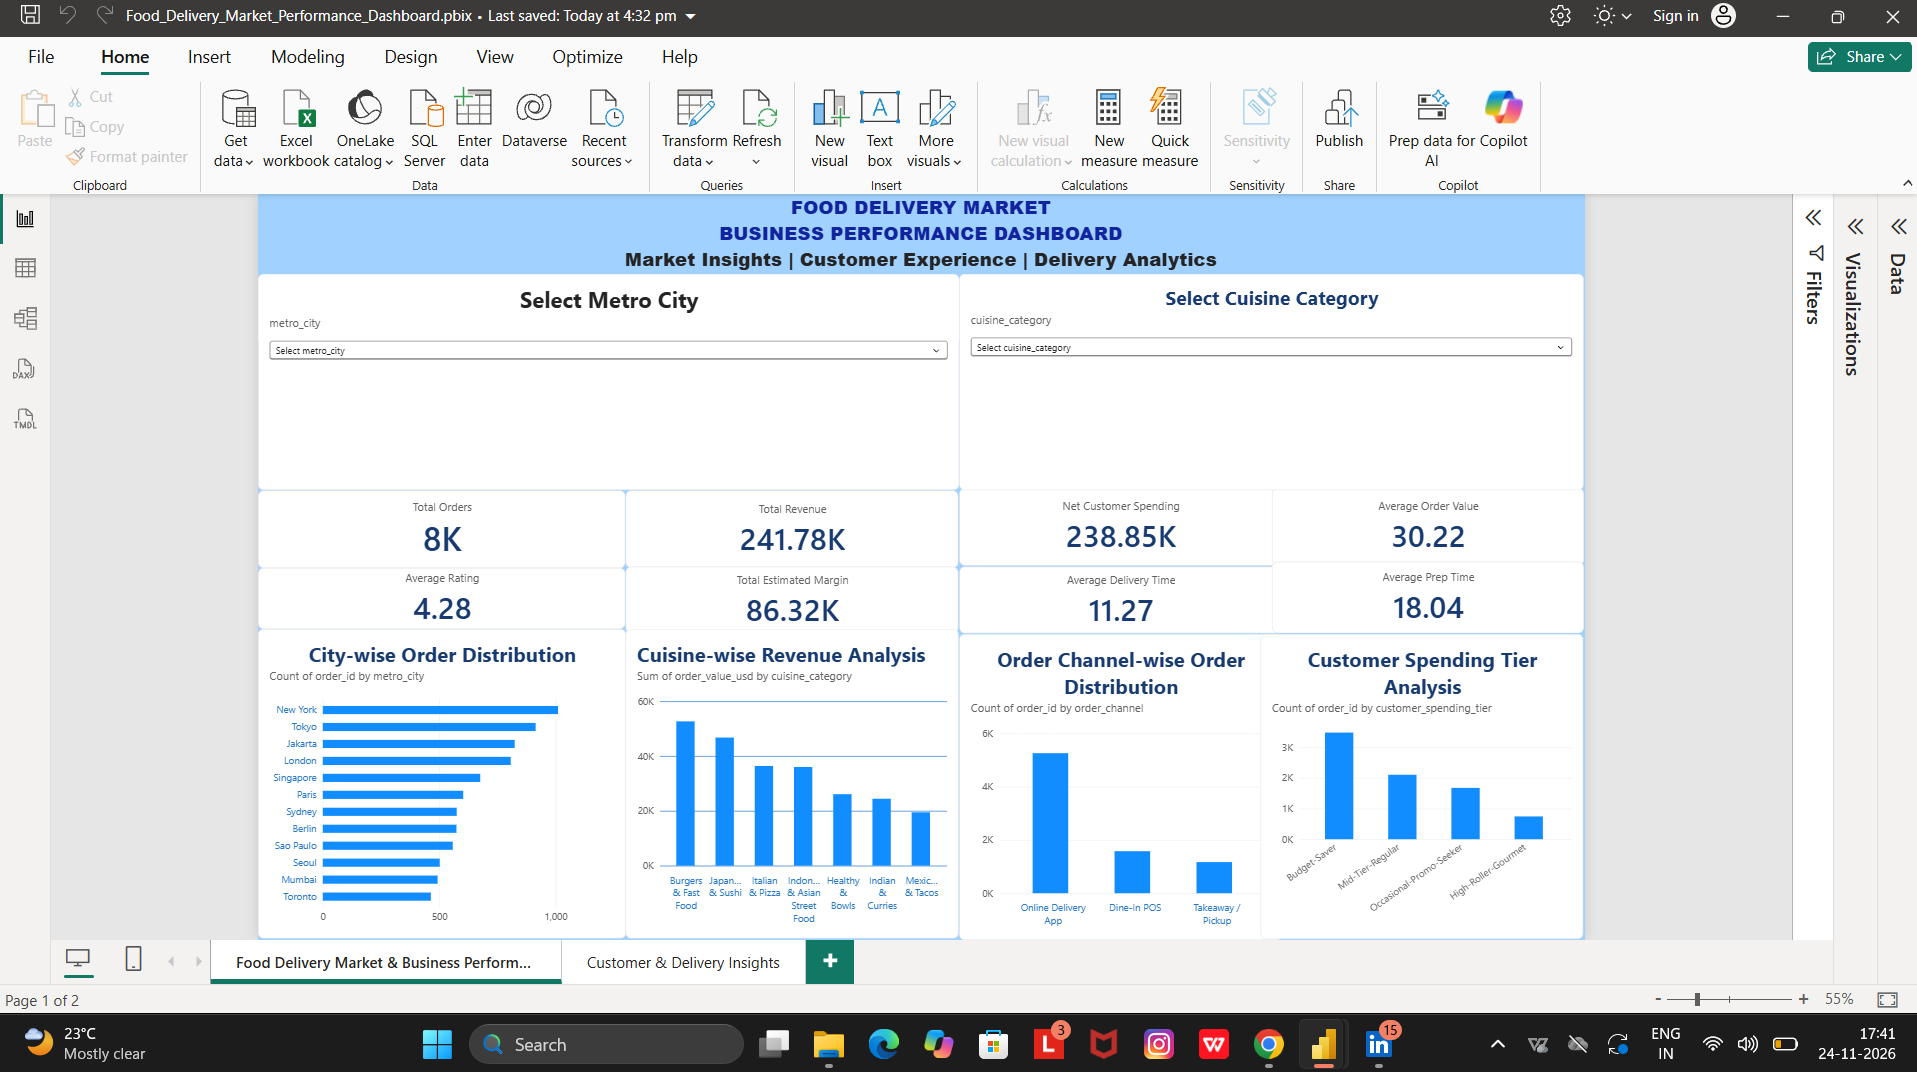 Food_Delivery_Market_Performance_Dashboard.pbix • Last saved: Today at 4:32 pm
Sign in
File
Home
Insert
Modeling
Design
View
Optimize
Help
Share
Paste
Cut
Copy
Format painter
Clipboard
Get
data
Excel
workbook
OneLake
catalog
SQL
Server
Enter
data
Dataverse
Recent
sources
Data
Transform
data
Refresh
Queries
New
visual
A
Text
box
More
visuals
Insert
New visual
calculation
New
measure
Quick
measure
Calculations
Sensitivity
Sensitivity
Publish
Share
Prep data for
AI
Copilot
Copilot
DAX
TMDL
FOOD DELIVERY MARKET
BUSINESS PERFORMANCE DASHBOARD
Market Insights | Customer Experience | Delivery Analytics
Select Metro City
metro_city
Select metro_city
Select Cuisine Category
cuisine_category
Select cuisine_category
Total Orders
8K
Total Revenue
241.78K
Net Customer Spending
238.85K
Average Order Value
30.22
Average Rating
4.28
Total Estimated Margin
86.32K
Average Delivery Time
11.27
Average Prep Time
18.04
City-wise Order Distribution
Count of order_id by metro_city
New York
Tokyo
Jakarta
London
Singapore
Paris
Sydney
Berlin
Sao Paulo
Seoul
Mumbai
Toronto
0
500
1,000
Cuisine-wise Revenue Analysis
Sum of order_value_usd by cuisine_category
60K
40K
20K
0K
Burgers
& Fast
Food
Japan...
& Sushi
Italian
& Pizza
Indon...
& Asian
Street
Food
Healthy
&
Bowls
Indian
&
Curries
Mexic...
& Tacos
Order Channel-wise Order
Distribution
Count of order_id by order_channel
6K
4K
2K
0K
Online Delivery
App
Dine-In POS
Takeaway /
Pickup
Customer Spending Tier
Analysis
Count of order_id by customer_spending_tier
3K
2K
1K
0K
Budget-Saver
Mid-Tier-Regular
Occasional-Promo-Seeker
High-Roller-Gourmet
Filters
Visualizations
Data
Food Delivery Market & Business Perform...
Customer & Delivery Insights
Page 1 of 2
55%
23°C
Mostly clear
Search
L
3
in
15
ENG
IN
17:41
24-11-2026